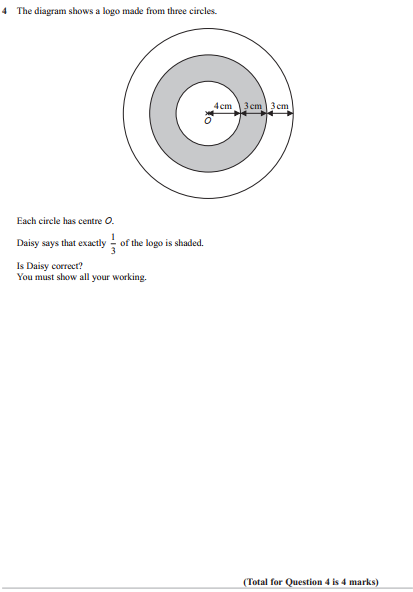 4 The diagram shows a logo made from three circles.
4 cm 3 cm 3 cm
O
Each circle has centre O.
Daisy says that exactly 1/3 of the logo is shaded.
Is Daisy correct?
You must show all your working.
(Total for Question 4 is 4 marks)